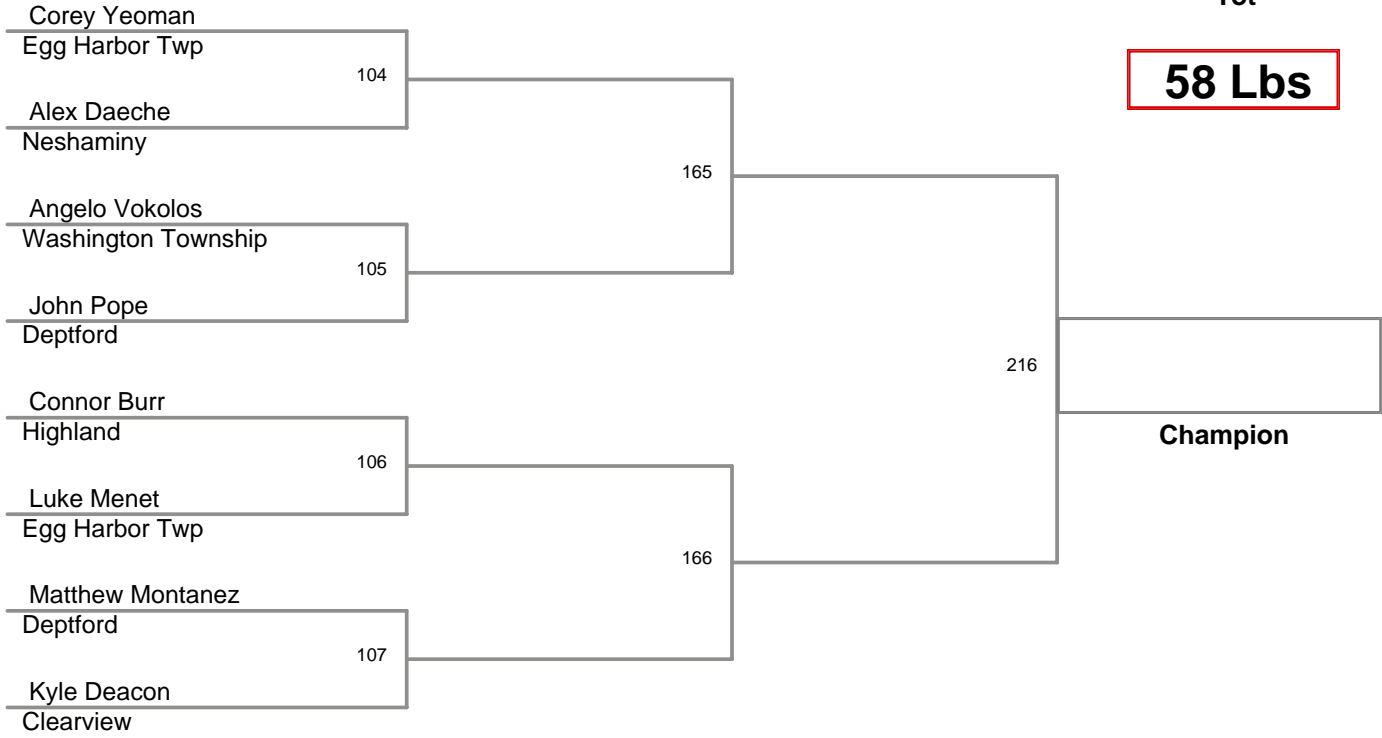 Corey Yeoman
Egg Harbor Twp
104
Alex Daeche
Neshaminy
58 Lbs
165
Angelo Vokolos
Washington Township
105
John Pope
Deptford
216
Connor Burr
Highland
Champion
106
Luke Menet
Egg Harbor Twp
166
Matthew Montanez
Deptford
107
Kyle Deacon
Clearview